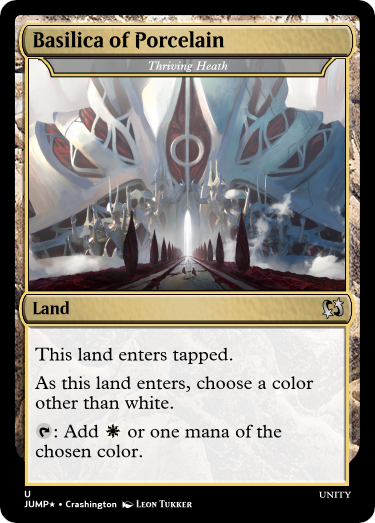 Basilica of Porcelain
Thriving Heath
Land
This land enters tapped.
As this land enters, choose a color
other than white.
: Add or one mana of the
chosen color.
U UNITY
JUMP★ • Crashington Leon Tukker